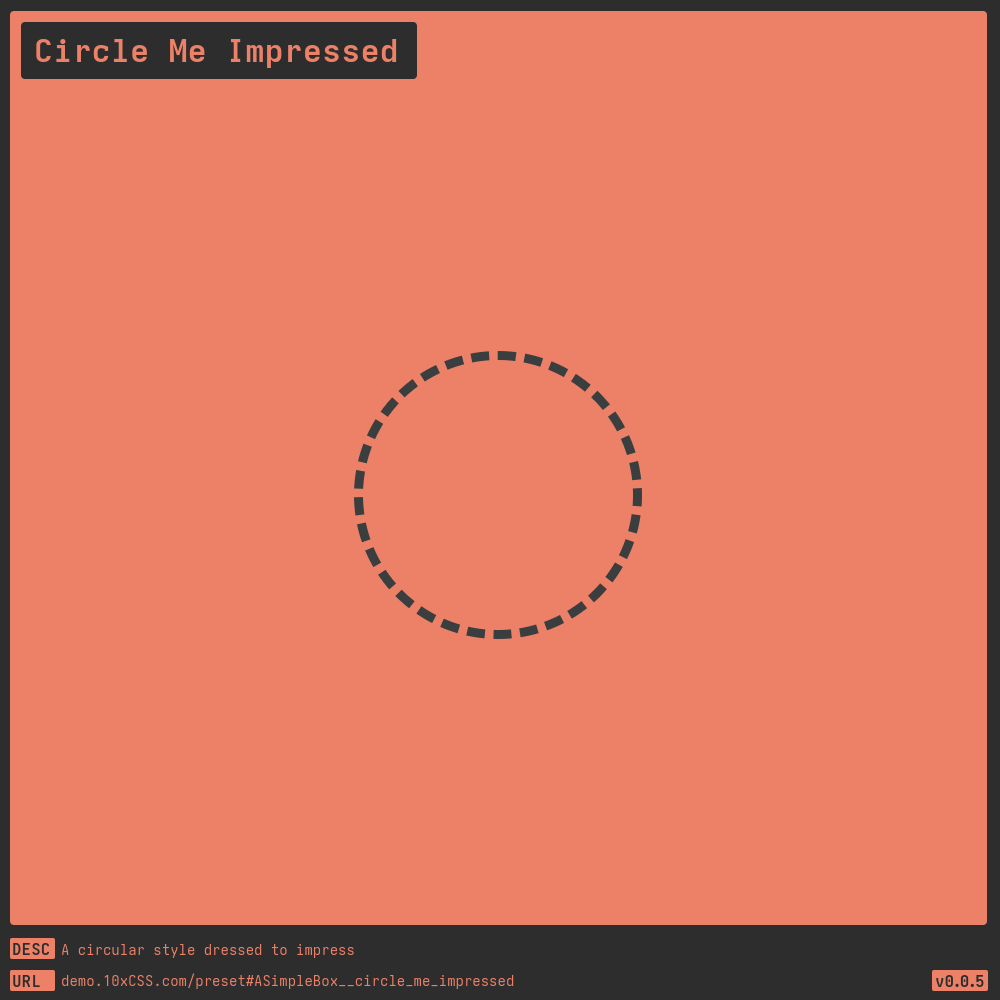 Circle Me Impressed
DESC A circular style dressed to impress
URL demo.10xCSS.com/preset#ASimpleBox__circle_me_impressed
v0.0.5